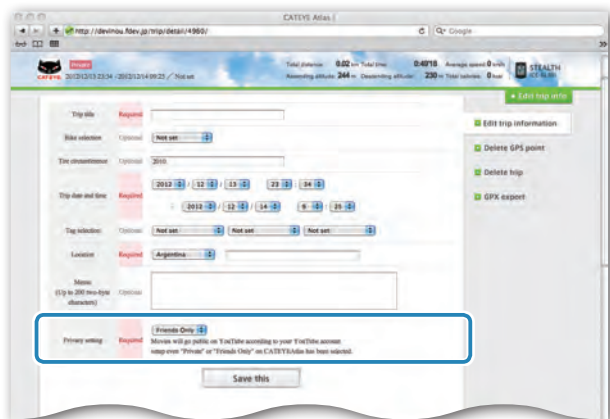 CATEYE Atlas |
http://devinou.fdev.jp/trip/detail/4960/
Google
Private
CATEYE
2012/12/13 23:34 - 2012/12/14 09:25 / Not set
Total distance 0.02 km Total time 0:49'18 Average speed 0 km/h
Ascending altitude 244 m Descending altitude 230 m Total calories 0 kcal
STEALTH
Edit trip info
Trip title Required
Bike selection Optional Not set
Tire circumference Optional 2010
Trip date and time Required
2012 / 12 / 13 23 : 34
- 2012 / 12 / 14 9 : 25
Tag selection Optional Not set Not set Not set
Location Required Argentina
Memo
(Up to 200 two-byte characters)
Optional
Privacy setting Required Friends Only
Movies will go public on YouTube according to your YouTube account
setup even "Private" or "Friends Only" on CATEYEAtlas has been selected.
Save this
Edit trip information
Delete GPS point
Delete trip
GPX export